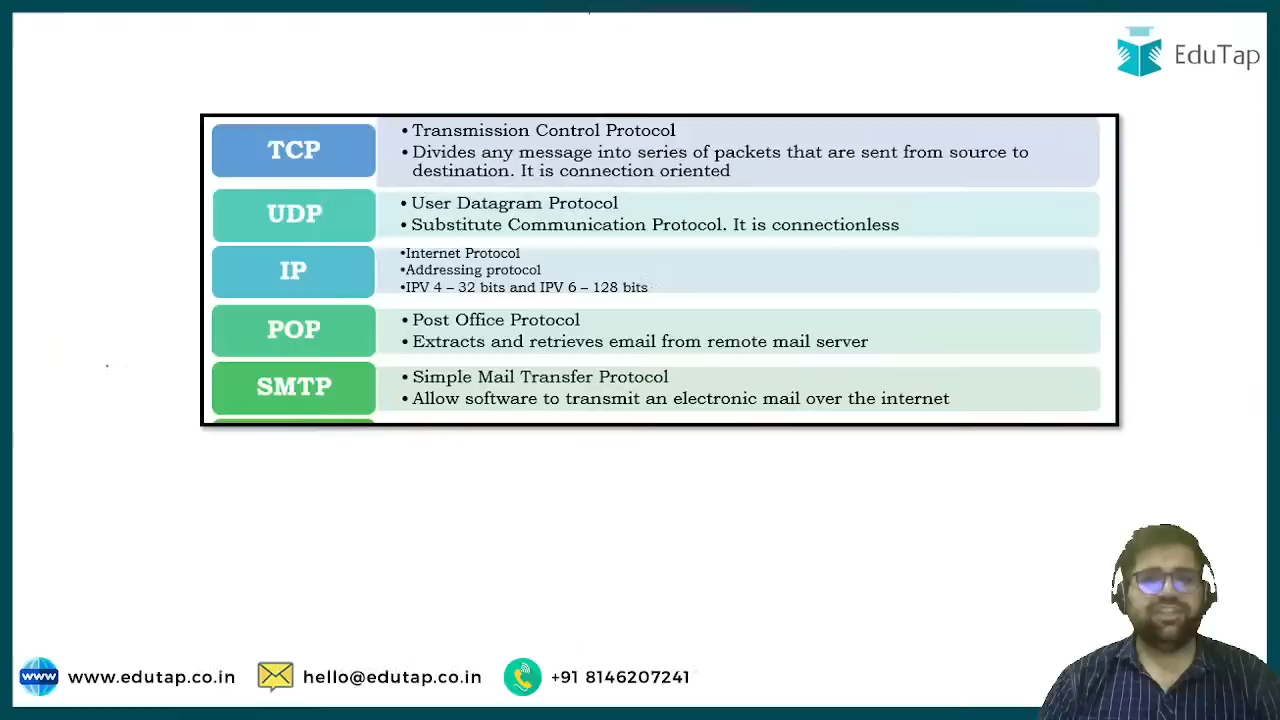 EduTap
TCP
• Transmission Control Protocol
• Divides any message into series of packets that are sent from source to
destination. It is connection oriented
UDP
• User Datagram Protocol
• Substitute Communication Protocol. It is connectionless
IP
•Internet Protocol
•Addressing protocol
•IPV 4 – 32 bits and IPV 6 – 128 bits
POP
• Post Office Protocol
• Extracts and retrieves email from remote mail server
SMTP
• Simple Mail Transfer Protocol
• Allow software to transmit an electronic mail over the internet
www www.edutap.co.in hello@edutap.co.in +91 8146207241